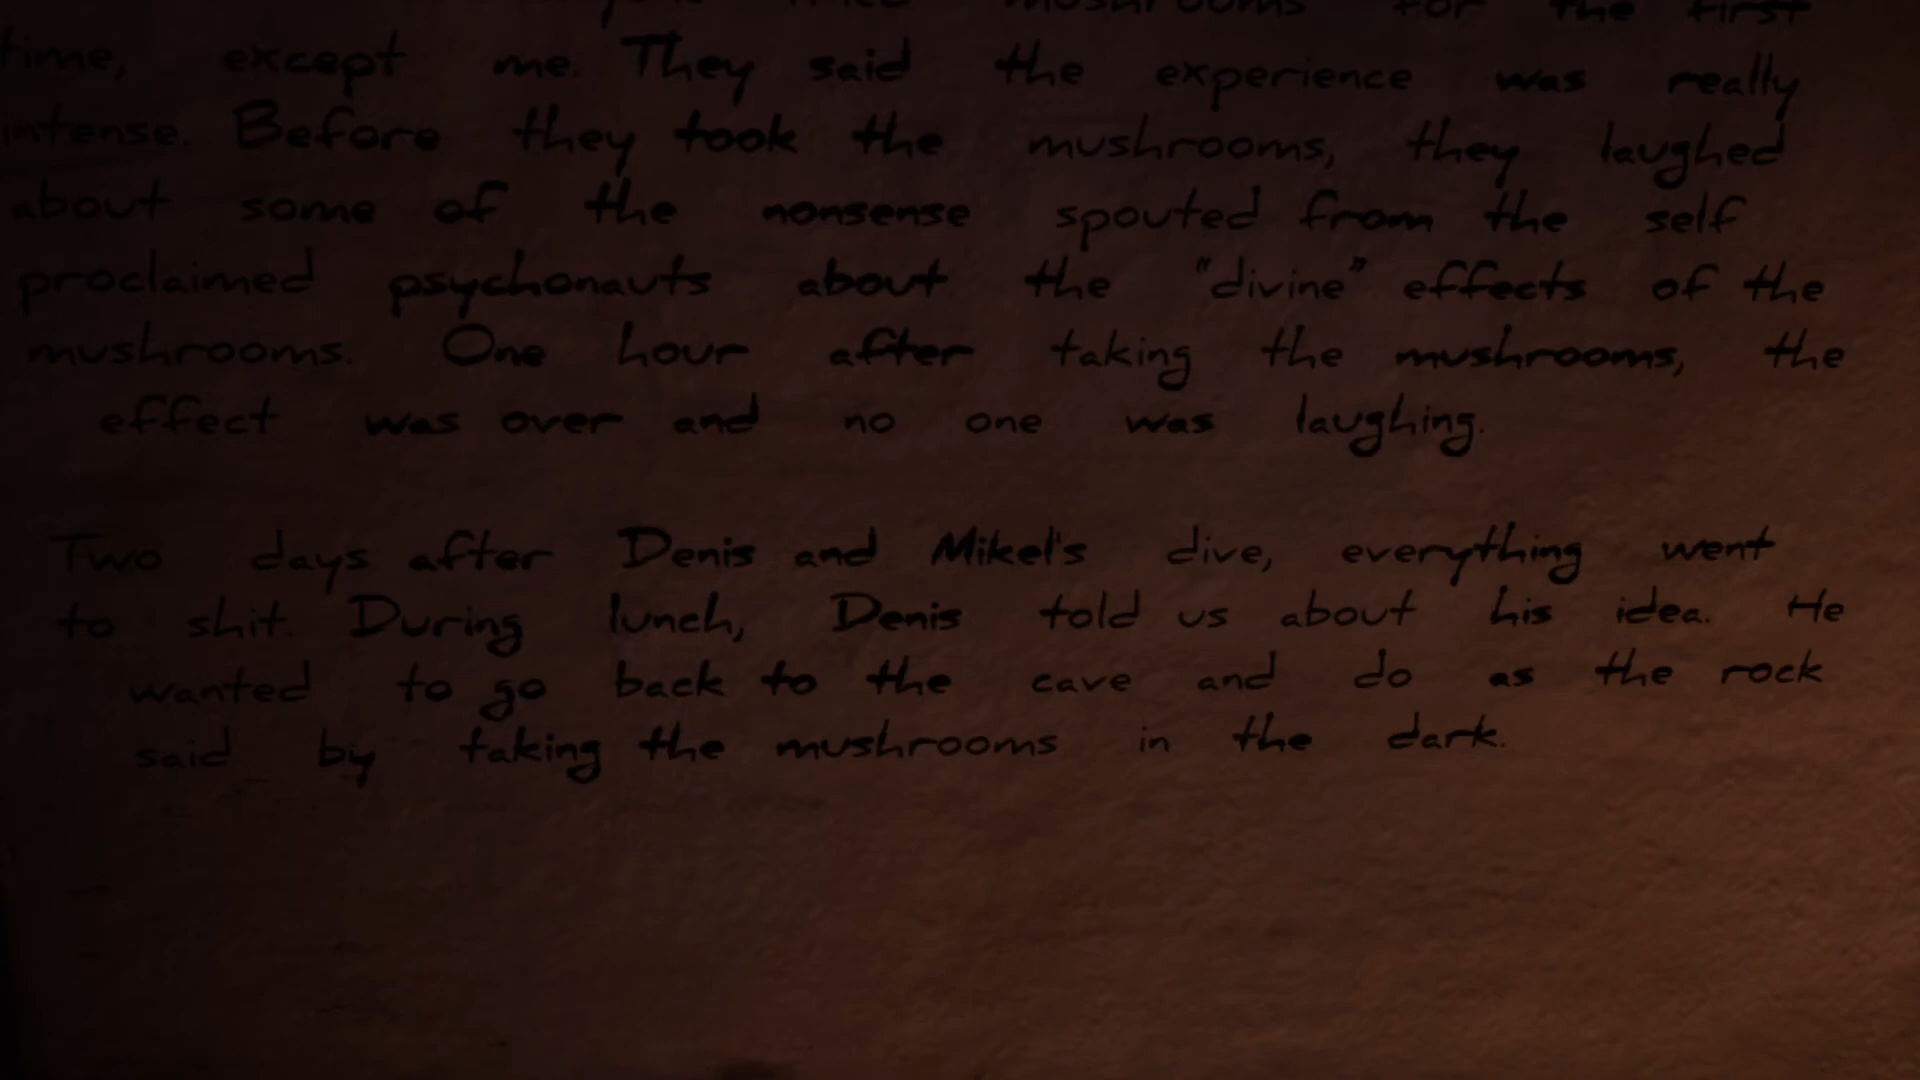 mushrooms for the first
time, except me. They said the experience was really
intense. Before they took the mushrooms, they laughed
about some of the nonsense spouted from the self
proclaimed psychonauts about the "divine" effects of the
mushrooms. One hour after taking the mushrooms, the
effect was over and no one was laughing.
Two days after Denis and Mikel's dive, everything went
to shit. During lunch, Denis told us about his idea. He
wanted to go back to the cave and do as the rock
said by taking the mushrooms in the dark.